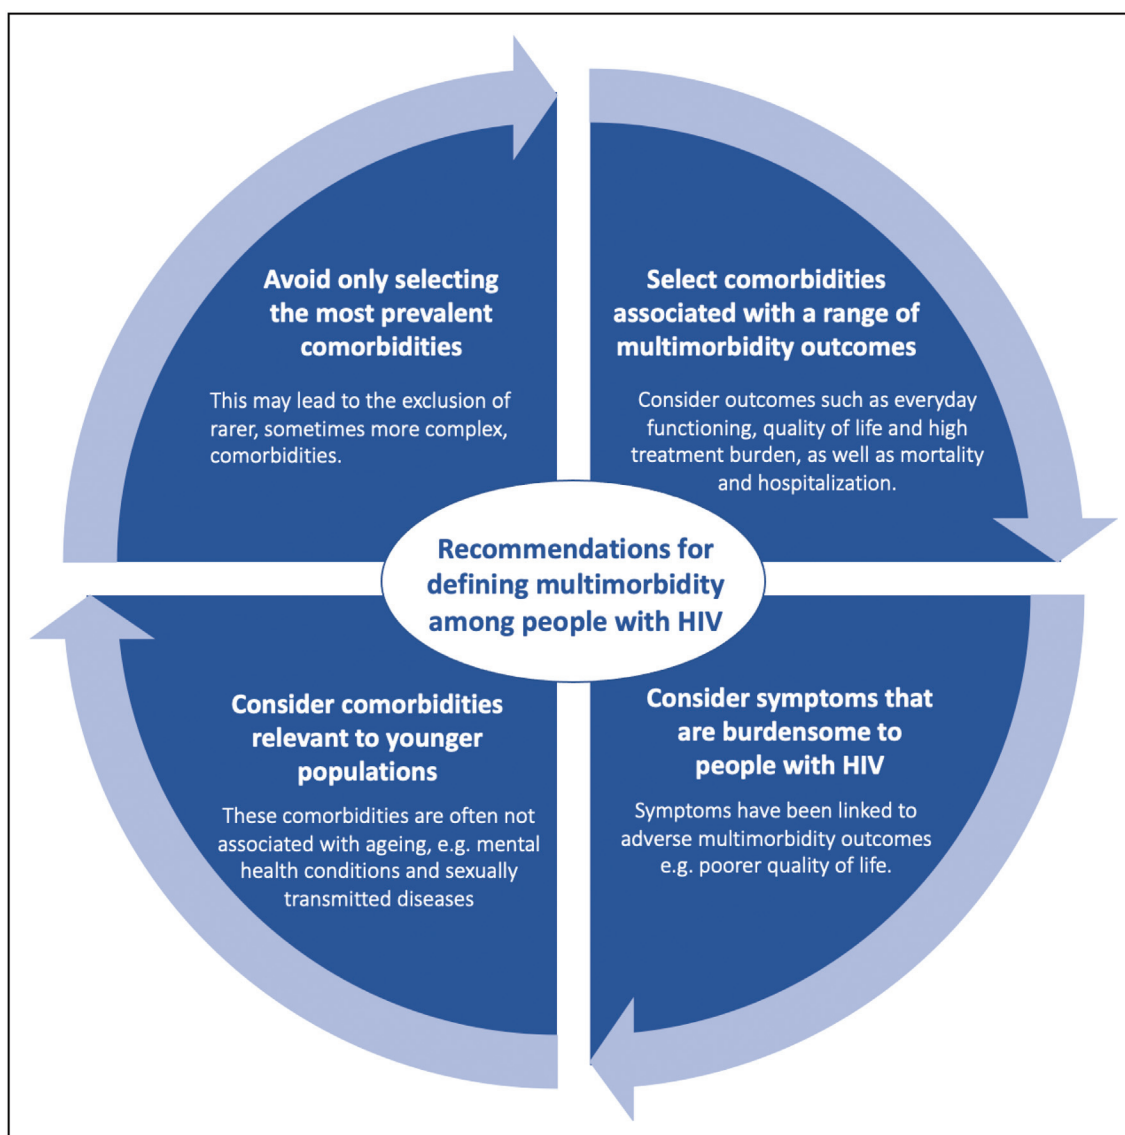 Avoid only selecting
the most prevalent
comorbidities
This may lead to the exclusion of
rarer, sometimes more complex,
comorbidities.
Select comorbidities
associated with a range of
multimorbidity outcomes
Consider outcomes such as everyday
functioning, quality of life and high
treatment burden, as well as mortality
and hospitalization.
Recommendations for
defining multimorbidity
among people with HIV
Consider comorbidities
relevant to younger
populations
These comorbidities are often not
associated with ageing, e.g. mental
health conditions and sexually
transmitted diseases
Consider symptoms that
are burdensome to
people with HIV
Symptoms have been linked to
adverse multimorbidity outcomes
e.g. poorer quality of life.